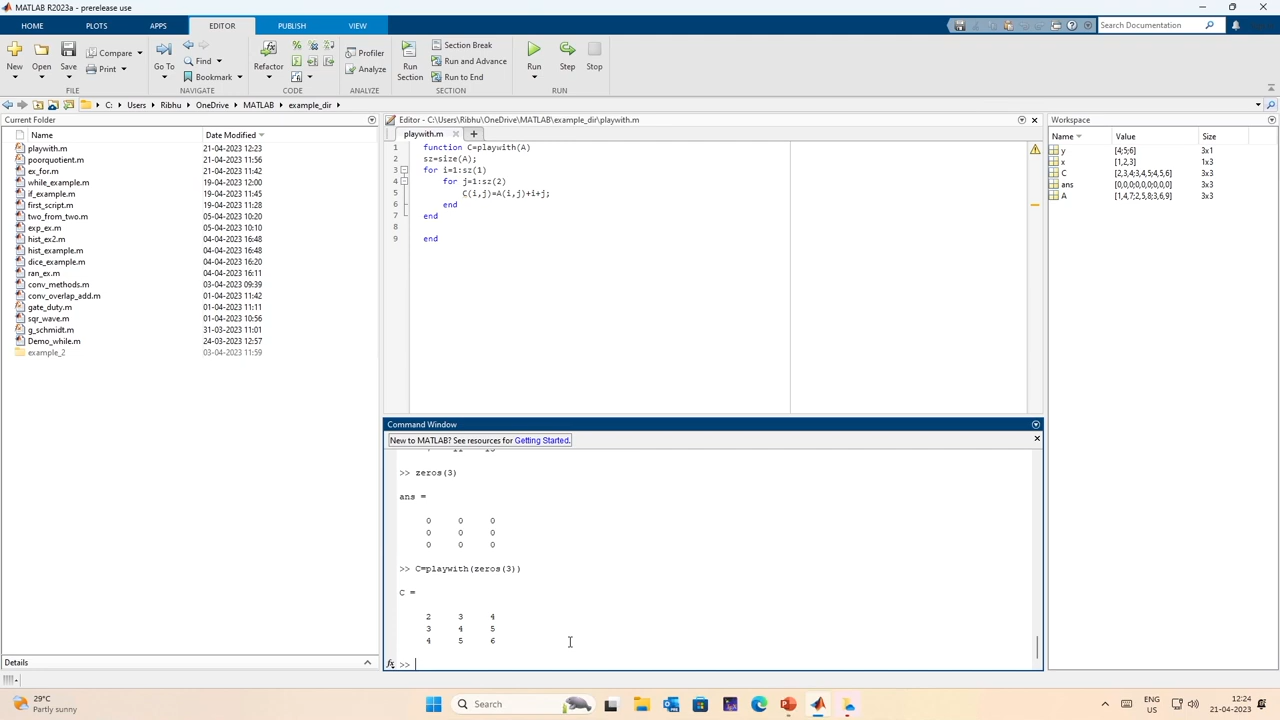 MATLAB R2023a - prerelease use
HOME PLOTS APPS EDITOR PUBLISH VIEW
Search Documentation
New Open Save Compare Print
Go To Find Bookmark
Refactor
Profiler Analyze
Run Section Section Break Run and Advance Run to End
Run Step Stop
FILE NAVIGATE CODE ANALYZE SECTION RUN
C: Users Ribhu OneDrive MATLAB example_dir
Current Folder
Name Date Modified
playwith.m 21-04-2023 12:23
poorquotient.m 21-04-2023 11:56
ex_for.m 21-04-2023 11:42
while_example.m 19-04-2023 12:00
if_example.m 19-04-2023 11:45
first_script.m 19-04-2023 11:28
two_from_two.m 05-04-2023 10:20
exp_ex.m 05-04-2023 10:10
hist_ex2.m 04-04-2023 16:48
hist_example.m 04-04-2023 16:48
dice_example.m 04-04-2023 16:20
ran_ex.m 04-04-2023 16:11
conv_methods.m 03-04-2023 09:39
conv_overlap_add.m 01-04-2023 11:42
gate_duty.m 01-04-2023 11:11
sqr_wave.m 01-04-2023 10:56
g_schmidt.m 31-03-2023 11:01
Demo_while.m 24-03-2023 12:57
example_2 03-04-2023 11:59
Details
Editor - C:\Users\Ribhu\OneDrive\MATLAB\example_dir\playwith.m
playwith.m
1 function C=playwith(A)
2 sz=size(A);
3 for i=1:sz(1)
4 for j=1:sz(2)
5 C(i,j)=A(i,j)+i+j;
6 end
7 end
8
9 end
Command Window
New to MATLAB? See resources for Getting Started.
>> zeros(3)
ans =
0 0 0
0 0 0
0 0 0
>> C=playwith(zeros(3))
C =
2 3 4
3 4 5
4 5 6
fx >>
Workspace
Name Value Size
y [4;5;6] 3x1
x [1,2,3] 1x3
C [2,3,4;3,4,5;4,5,6] 3x3
ans [0,0,0;0,0,0;0,0,0] 3x3
A [1,4,7;2,5,8;3,6,9] 3x3
29°C
Partly sunny
Search
ENG
US
12:24
21-04-2023